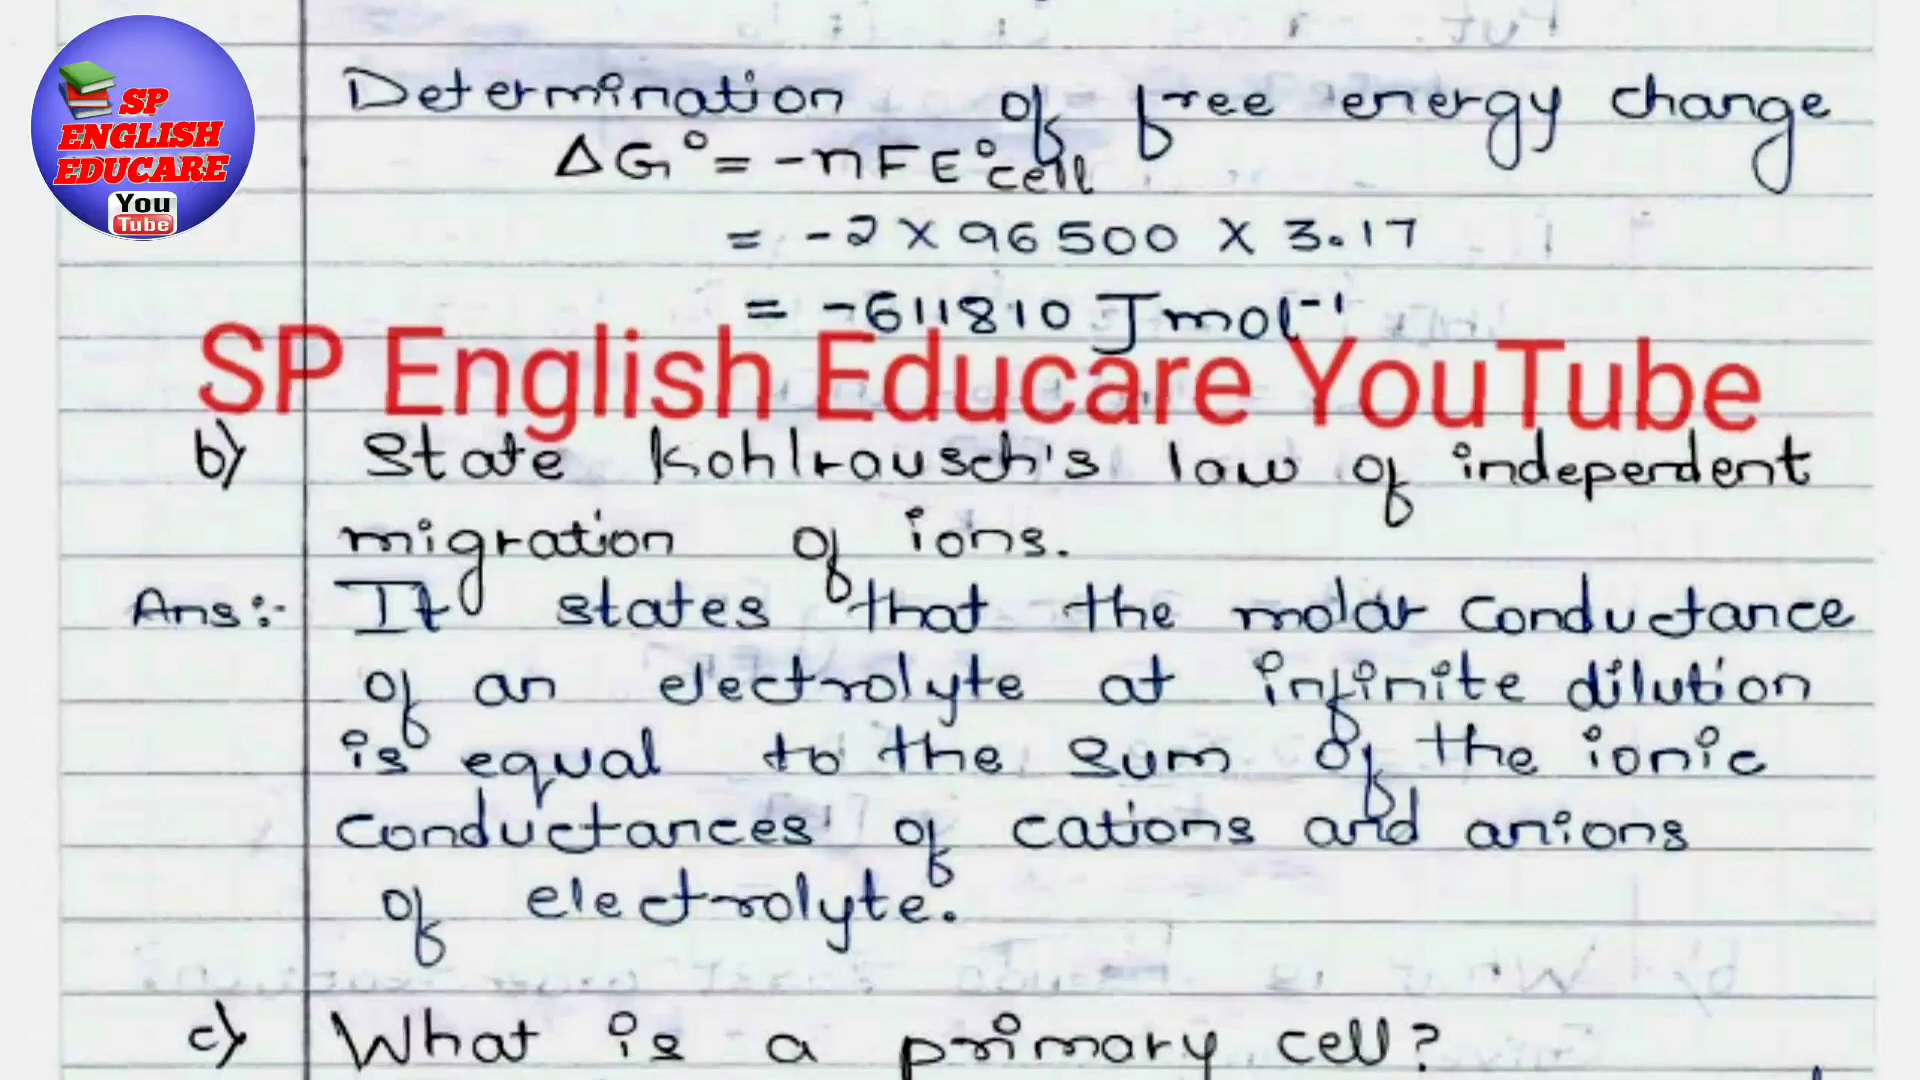 SP
ENGLISH
EDUCARE
You
Tube
Determination of free energy change
ΔG° = -nFE°cell
= -2 × 96500 × 3.17
= -611810 J mol⁻¹
SP English Educare YouTube
b) State Kohlrausch's law of independent
migration of ions.
Ans:- It states that the molar conductance
of an electrolyte at infinite dilution
is equal to the sum of the ionic
conductances of cations and anions
of electrolyte.
c) What is a primary cell?